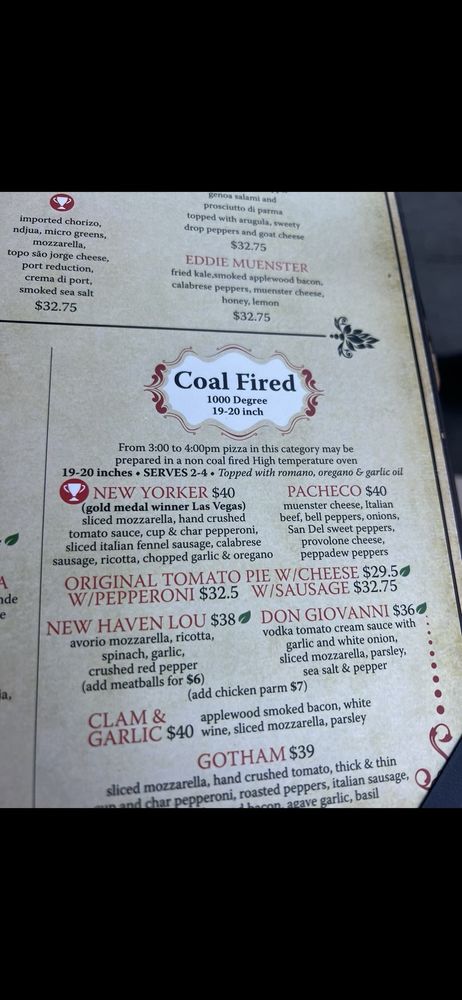 imported chorizo,
ndjua, micro greens,
mozzarella,
topo são jorge cheese,
port reduction,
crema di port,
smoked sea salt
$32.75
genoa salami and
prosciutto di parma
topped with arugula, sweety
drop peppers and goat cheese
$32.75
EDDIE MUENSTER
fried kale,smoked applewood bacon,
calabrese peppers, muenster cheese,
honey, lemon
$32.75
Coal Fired
1000 Degree
19-20 inch
From 3:00 to 4:00pm pizza in this category may be
prepared in a non coal fired High temperature oven
19-20 inches • SERVES 2-4 • Topped with romano, oregano & garlic oil
NEW YORKER $40
(gold medal winner Las Vegas)
sliced mozzarella, hand crushed
tomato sauce, cup & char pepperoni,
sliced italian fennel sausage, calabrese
sausage, ricotta, chopped garlic & oregano
PACHECO $40
muenster cheese, Italian
beef, bell peppers, onions,
San Del sweet peppers,
provolone cheese,
peppadew peppers
ORIGINAL TOMATO PIE W/CHEESE $29.5
W/PEPPERONI $32.5 W/SAUSAGE $32.75
NEW HAVEN LOU $38
avorio mozzarella, ricotta,
spinach, garlic,
crushed red pepper
(add meatballs for $6)
DON GIOVANNI $36
vodka tomato cream sauce with
garlic and white onion,
sliced mozzarella, parsley,
sea salt & pepper
(add chicken parm $7)
CLAM &
GARLIC $40
applewood smoked bacon, white
wine, sliced mozzarella, parsley
GOTHAM $39
sliced mozzarella, hand crushed tomato, thick & thin
and char pepperoni, roasted peppers, italian sausage,
bacon, agave garlic, basil